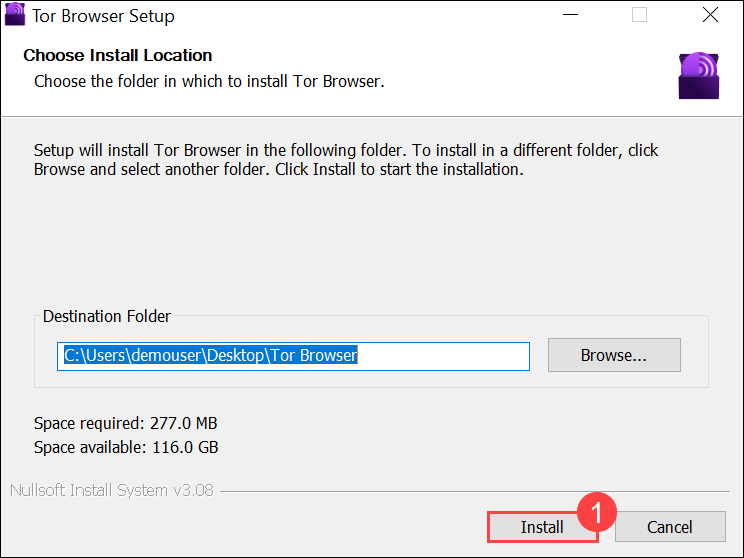 Tor Browser Setup
Choose Install Location
Choose the folder in which to install Tor Browser.
Setup will install Tor Browser in the following folder. To install in a different folder, click
Browse and select another folder. Click Install to start the installation.
Destination Folder
C:\Users\demouser\Desktop\Tor Browser
Browse...
Space required: 277.0 MB
Space available: 116.0 GB
Nullsoft Install System v3.08
1
Install
Cancel